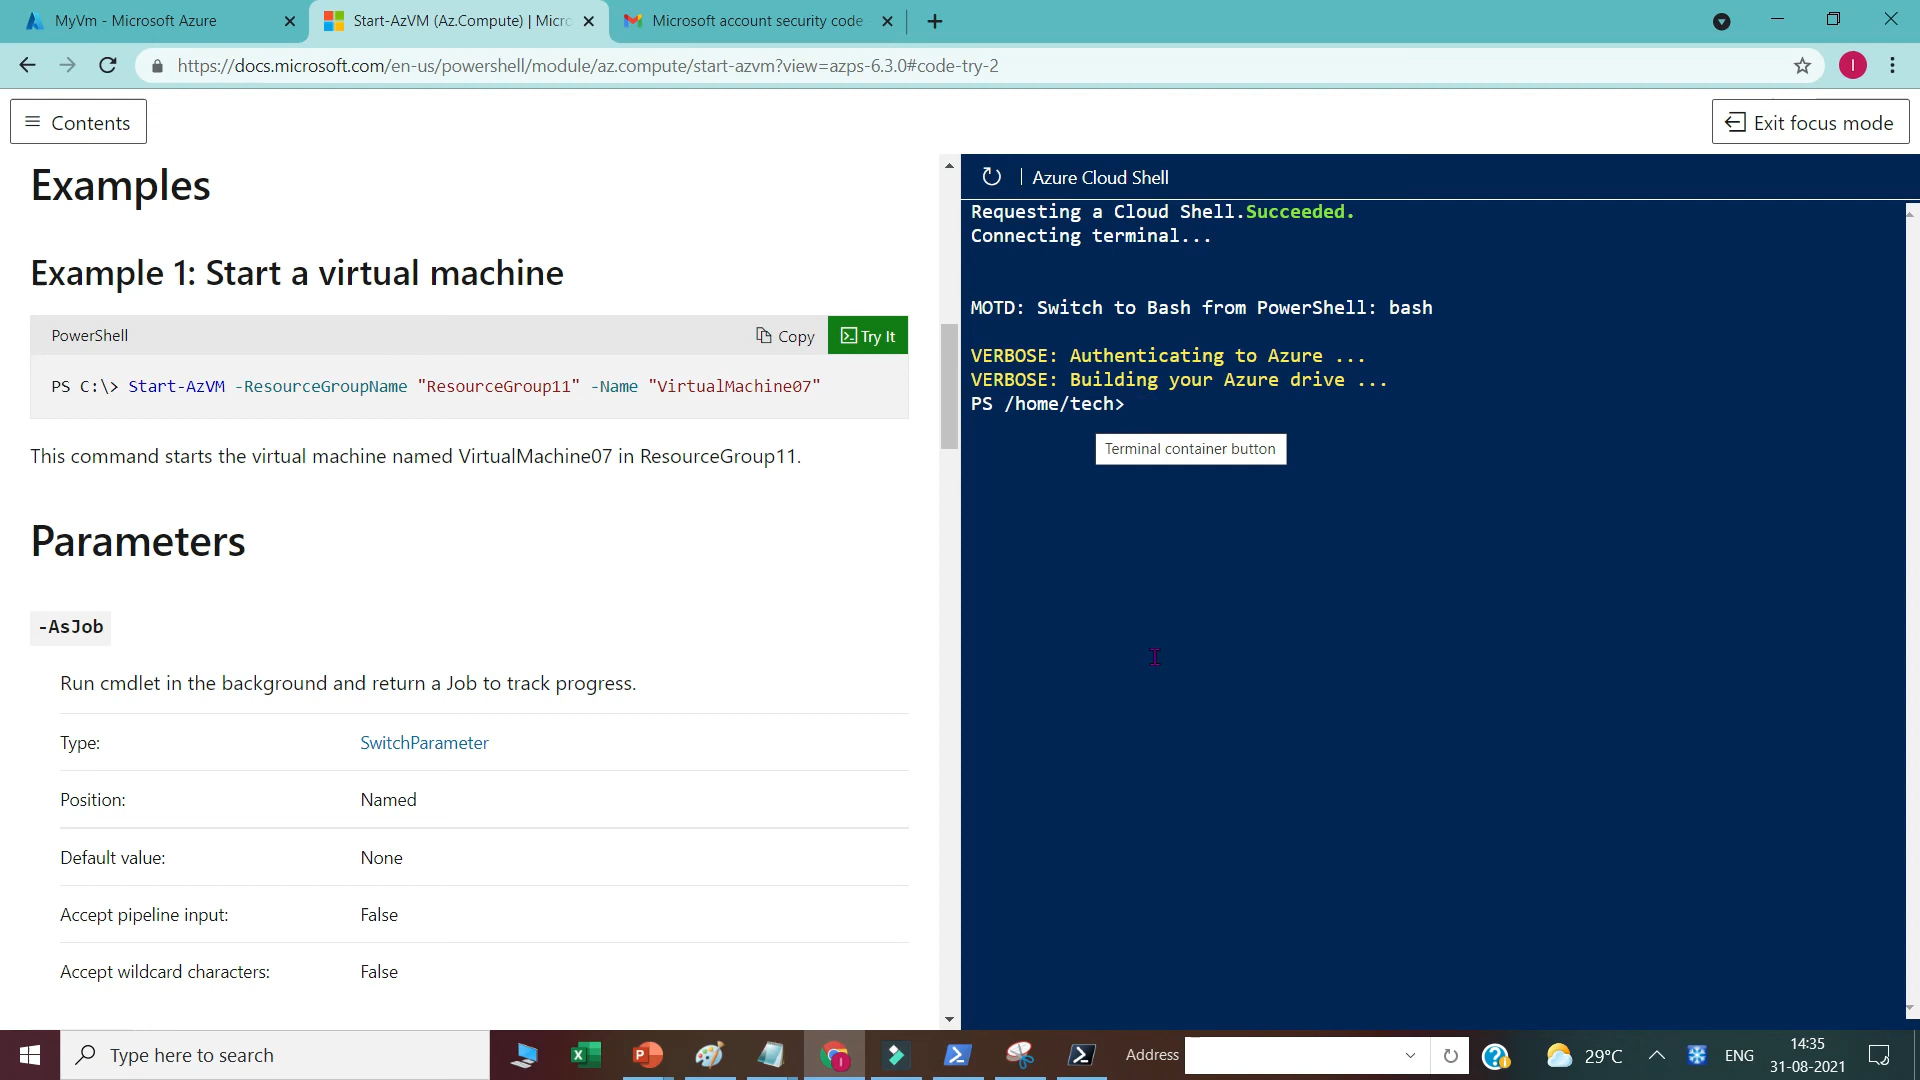 MyVm - Microsoft Azure
Start-AzVM (Az.Compute) | Micro
Microsoft account security code
https://docs.microsoft.com/en-us/powershell/module/az.compute/start-azvm?view=azps-6.3.0#code-try-2
I
Contents
Exit focus mode
Examples
Example 1: Start a virtual machine
PowerShell
Copy
Try It
PS C:\> Start-AzVM -ResourceGroupName "ResourceGroup11" -Name "VirtualMachine07"
This command starts the virtual machine named VirtualMachine07 in ResourceGroup11.
Parameters
-AsJob
Run cmdlet in the background and return a Job to track progress.
Type: SwitchParameter
Position: Named
Default value: None
Accept pipeline input: False
Accept wildcard characters: False
Azure Cloud Shell
Requesting a Cloud Shell.Succeeded.
Connecting terminal...
MOTD: Switch to Bash from PowerShell: bash
VERBOSE: Authenticating to Azure ...
VERBOSE: Building your Azure drive ...
PS /home/tech>
Terminal container button
Type here to search
Address
29°C
ENG
14:35
31-08-2021